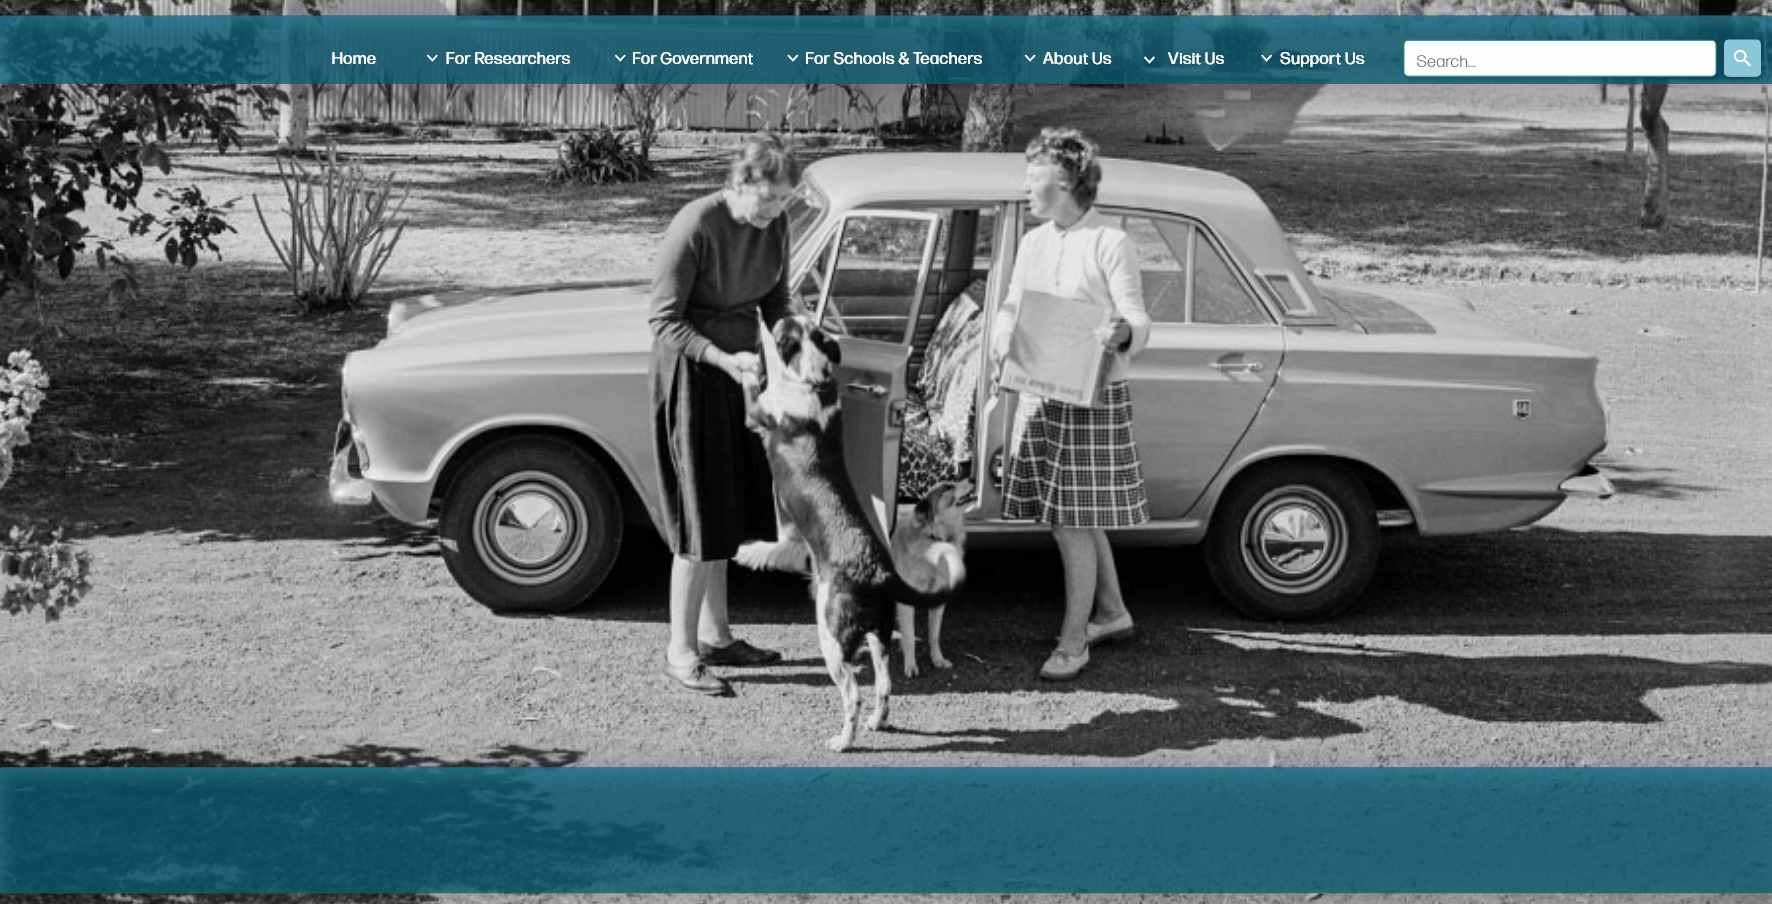 Home
For Researchers
For Government
For Schools & Teachers
About Us
Visit Us
Support Us
Search...